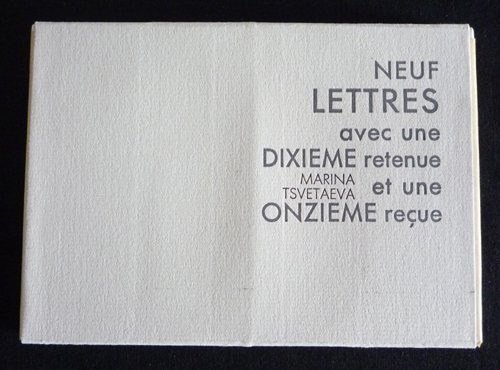 NEUF
LETTRES
avec une
DIXIEME retenue
MARINA
TSVETAEVA et une
ONZIEME reçue